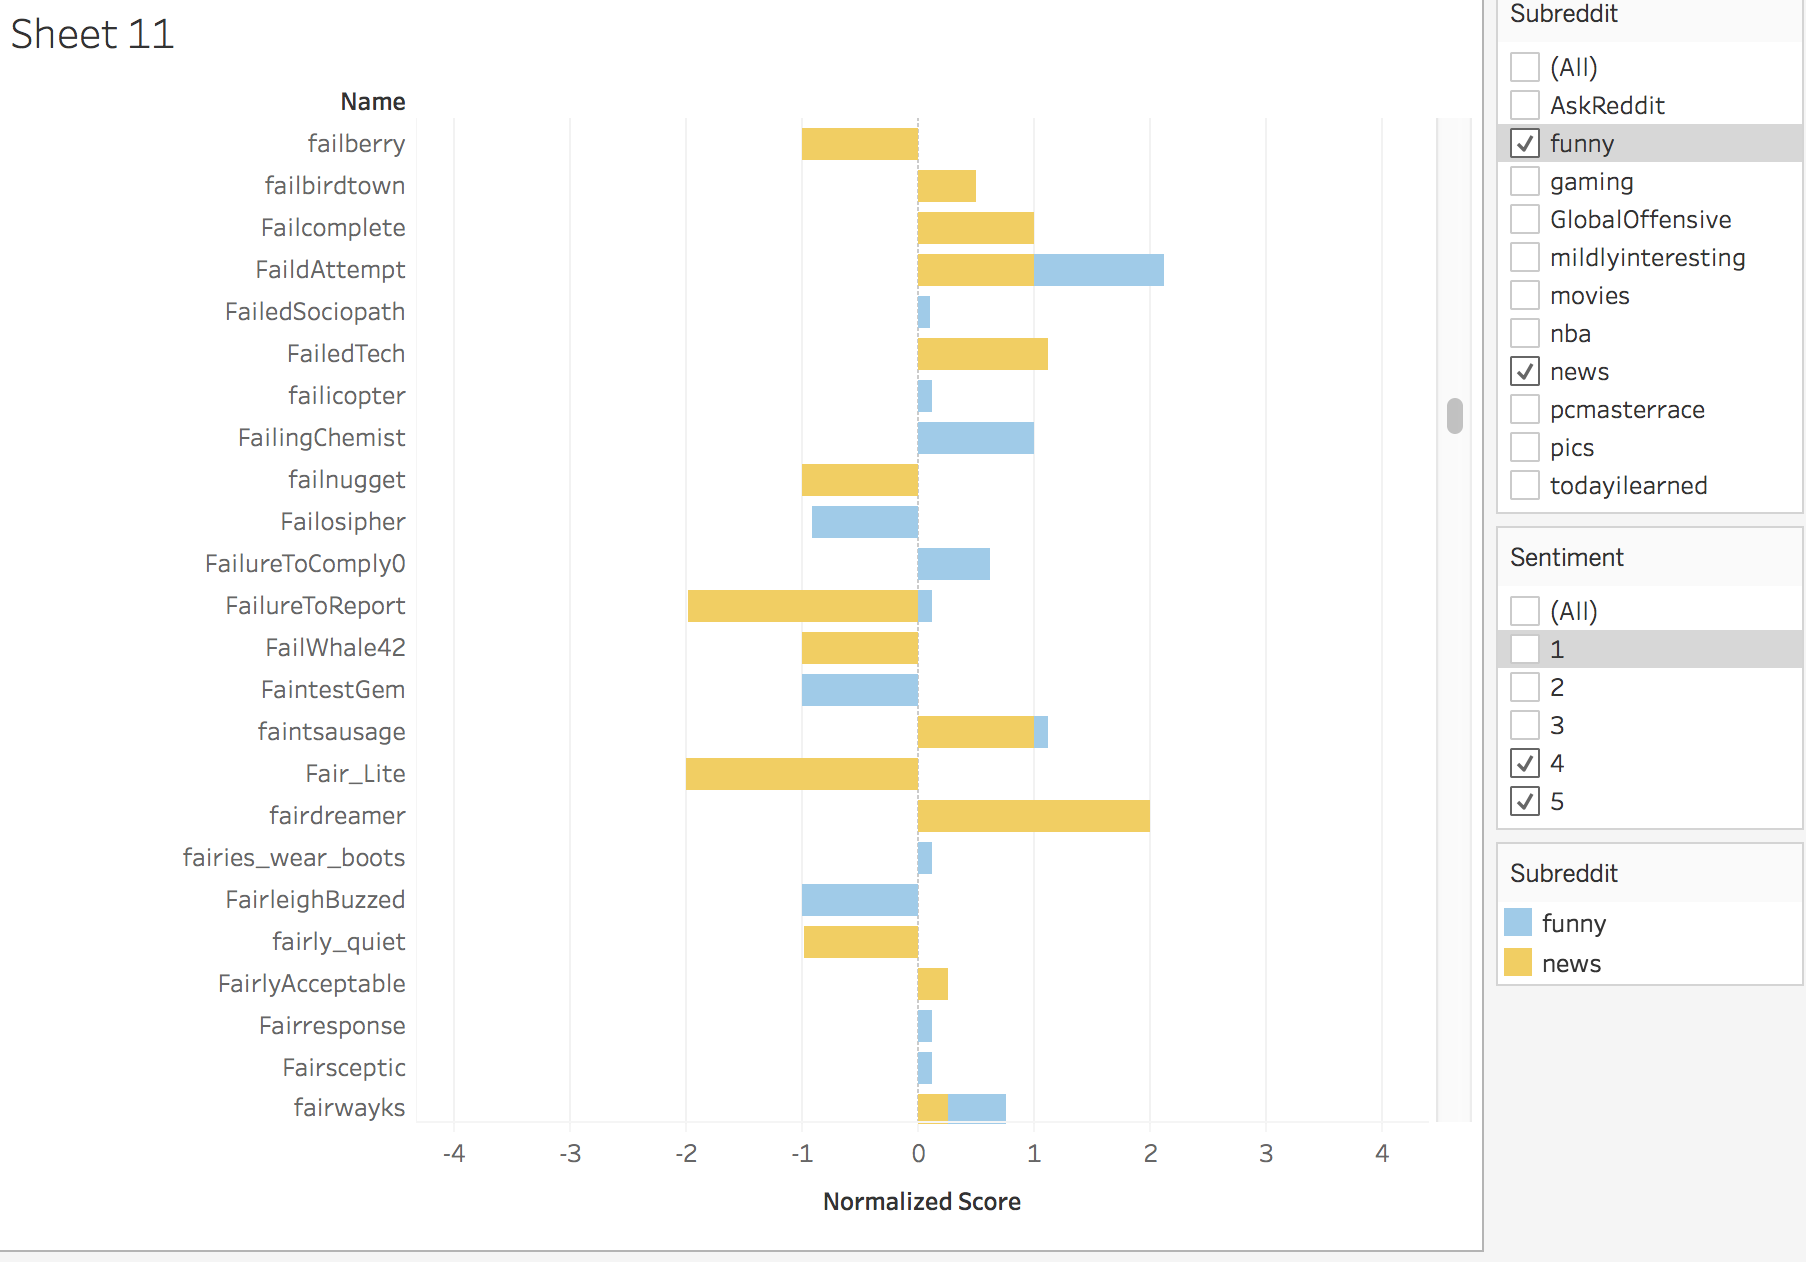 Sheet 11
Name
failberry
failbirdtown
Failcomplete
FaildAttempt
FailedSociopath
FailedTech
failicopter
FailingChemist
failnugget
Failosipher
FailureToComply0
FailureToReport
FailWhale42
FaintestGem
faintsausage
Fair_Lite
fairdreamer
fairies_wear_boots
FairleighBuzzed
fairly_quiet
FairlyAcceptable
Fairresponse
Fairsceptic
fairwayks
-4 -3 -2 -1 0 1 2 3 4
Normalized Score
Subreddit
(All)
AskReddit
funny
gaming
GlobalOffensive
mildlyinteresting
movies
nba
news
pcmasterrace
pics
todayilearned
Sentiment
(All)
1
2
3
4
5
Subreddit
funny
news